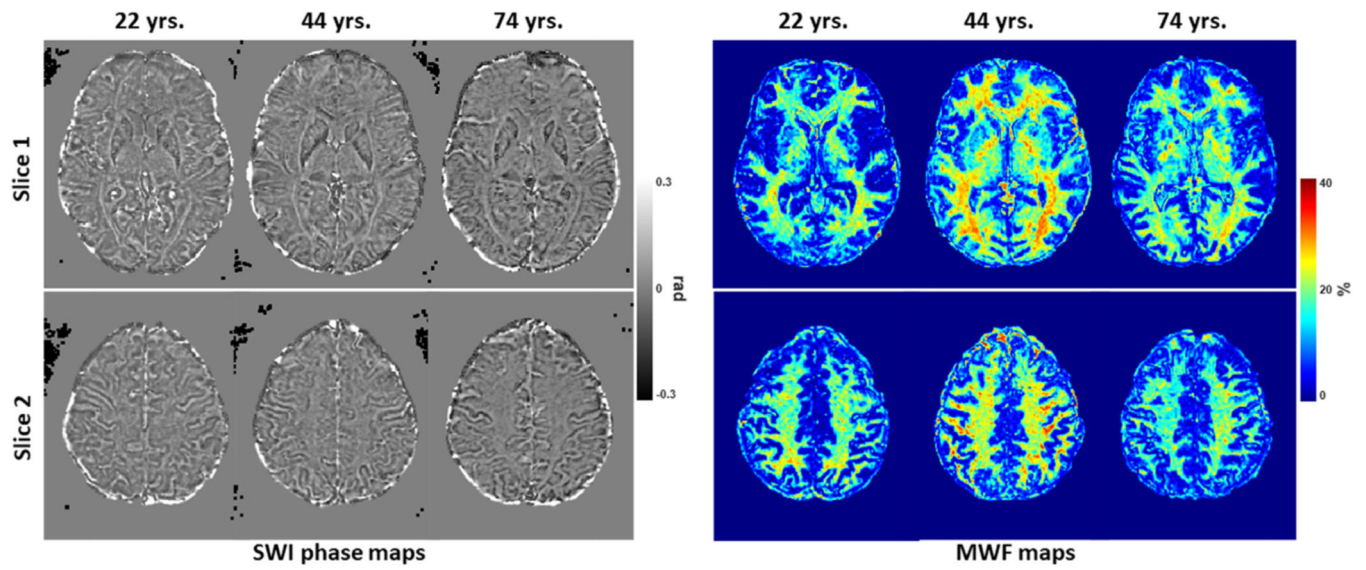 22 yrs. 44 yrs. 74 yrs. 22 yrs. 44 yrs. 74 yrs.
Slice 1
0.3
0
rad
-0.3
40
20
%
0
Slice 2
SWI phase maps MWF maps